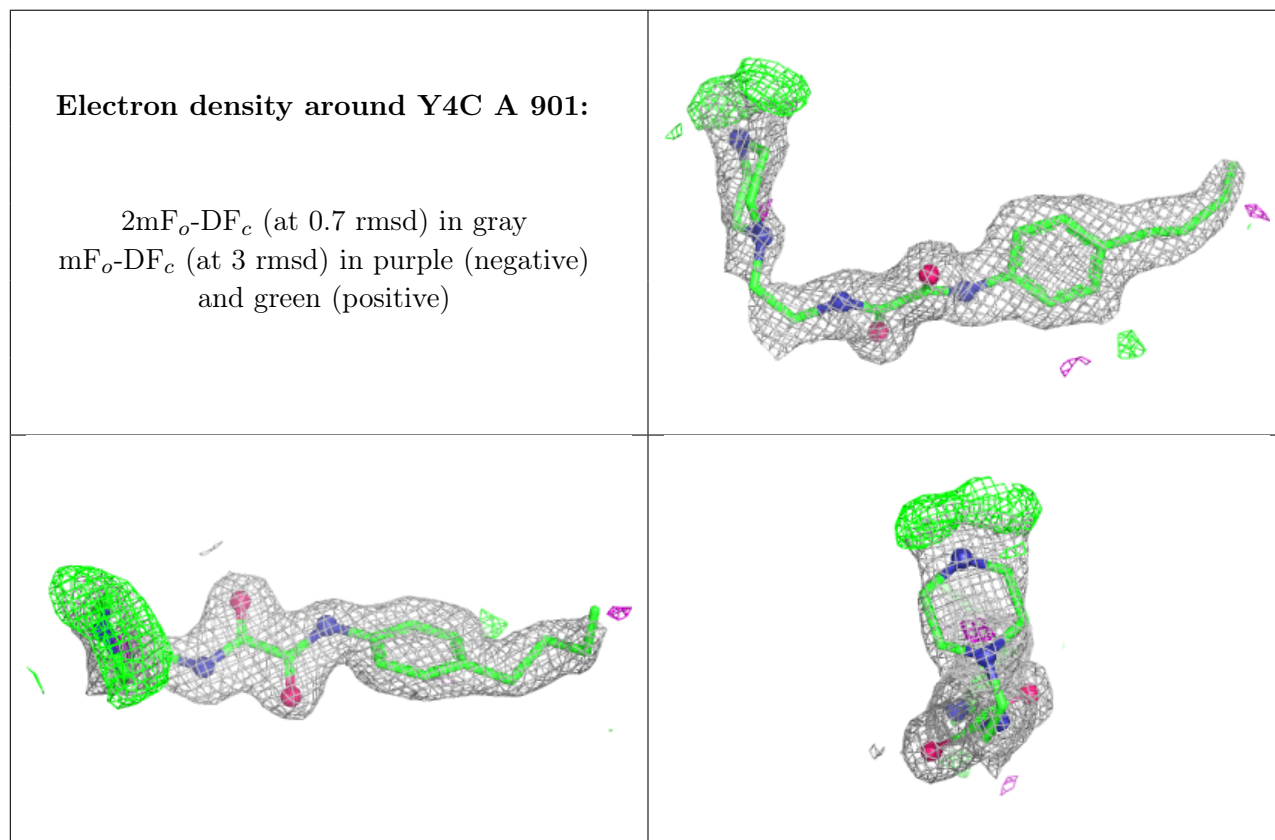 Electron density around Y4C A 901:
2mFo-DFc (at 0.7 rmsd) in gray
mFo-DFc (at 3 rmsd) in purple (negative)
and green (positive)